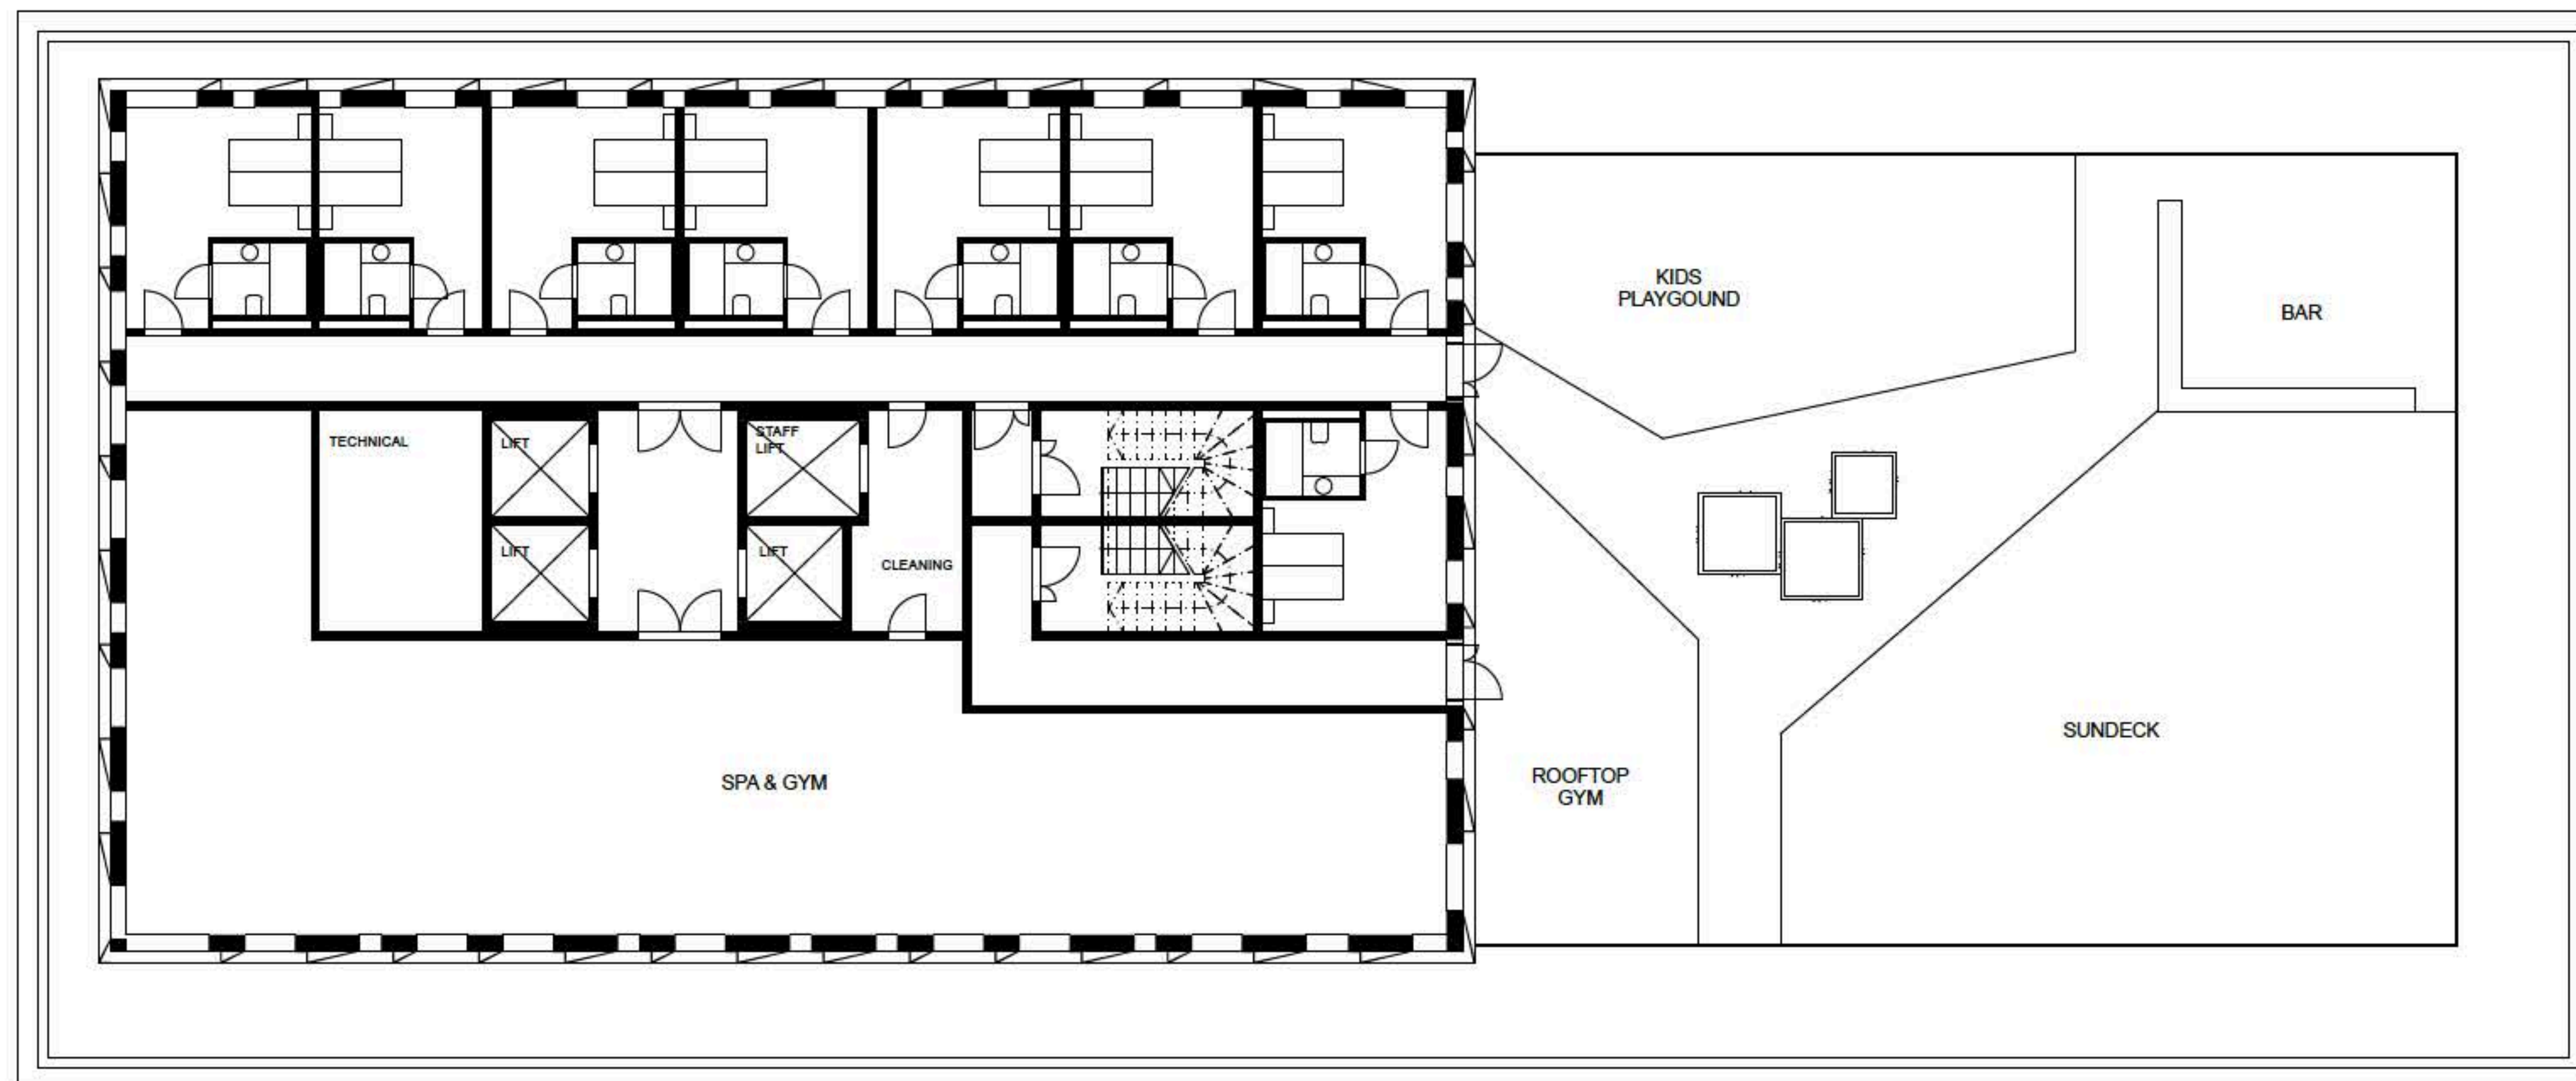 KIDS
PLAYGOUND
BAR
TECHNICAL
LIFT
STAFF
LIFT
LIFT
LIFT
CLEANING
SPA & GYM
ROOFTOP
GYM
SUNDECK